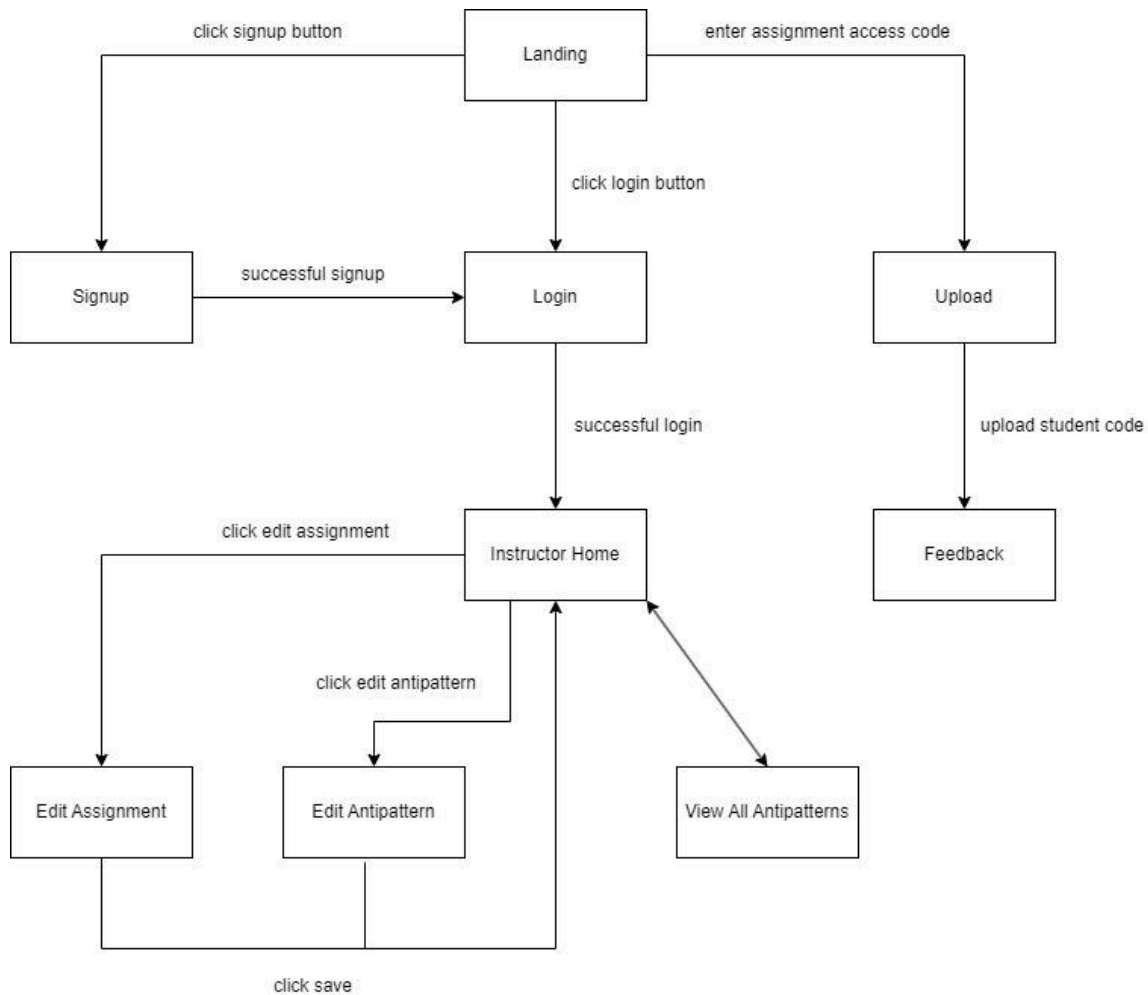 click signup button
Landing
enter assignment access code
click login button
Signup
successful signup
Login
Upload
successful login
upload student code
click edit assignment
Instructor Home
Feedback
click edit antipattern
Edit Assignment
Edit Antipattern
View All Antipatterns
click save